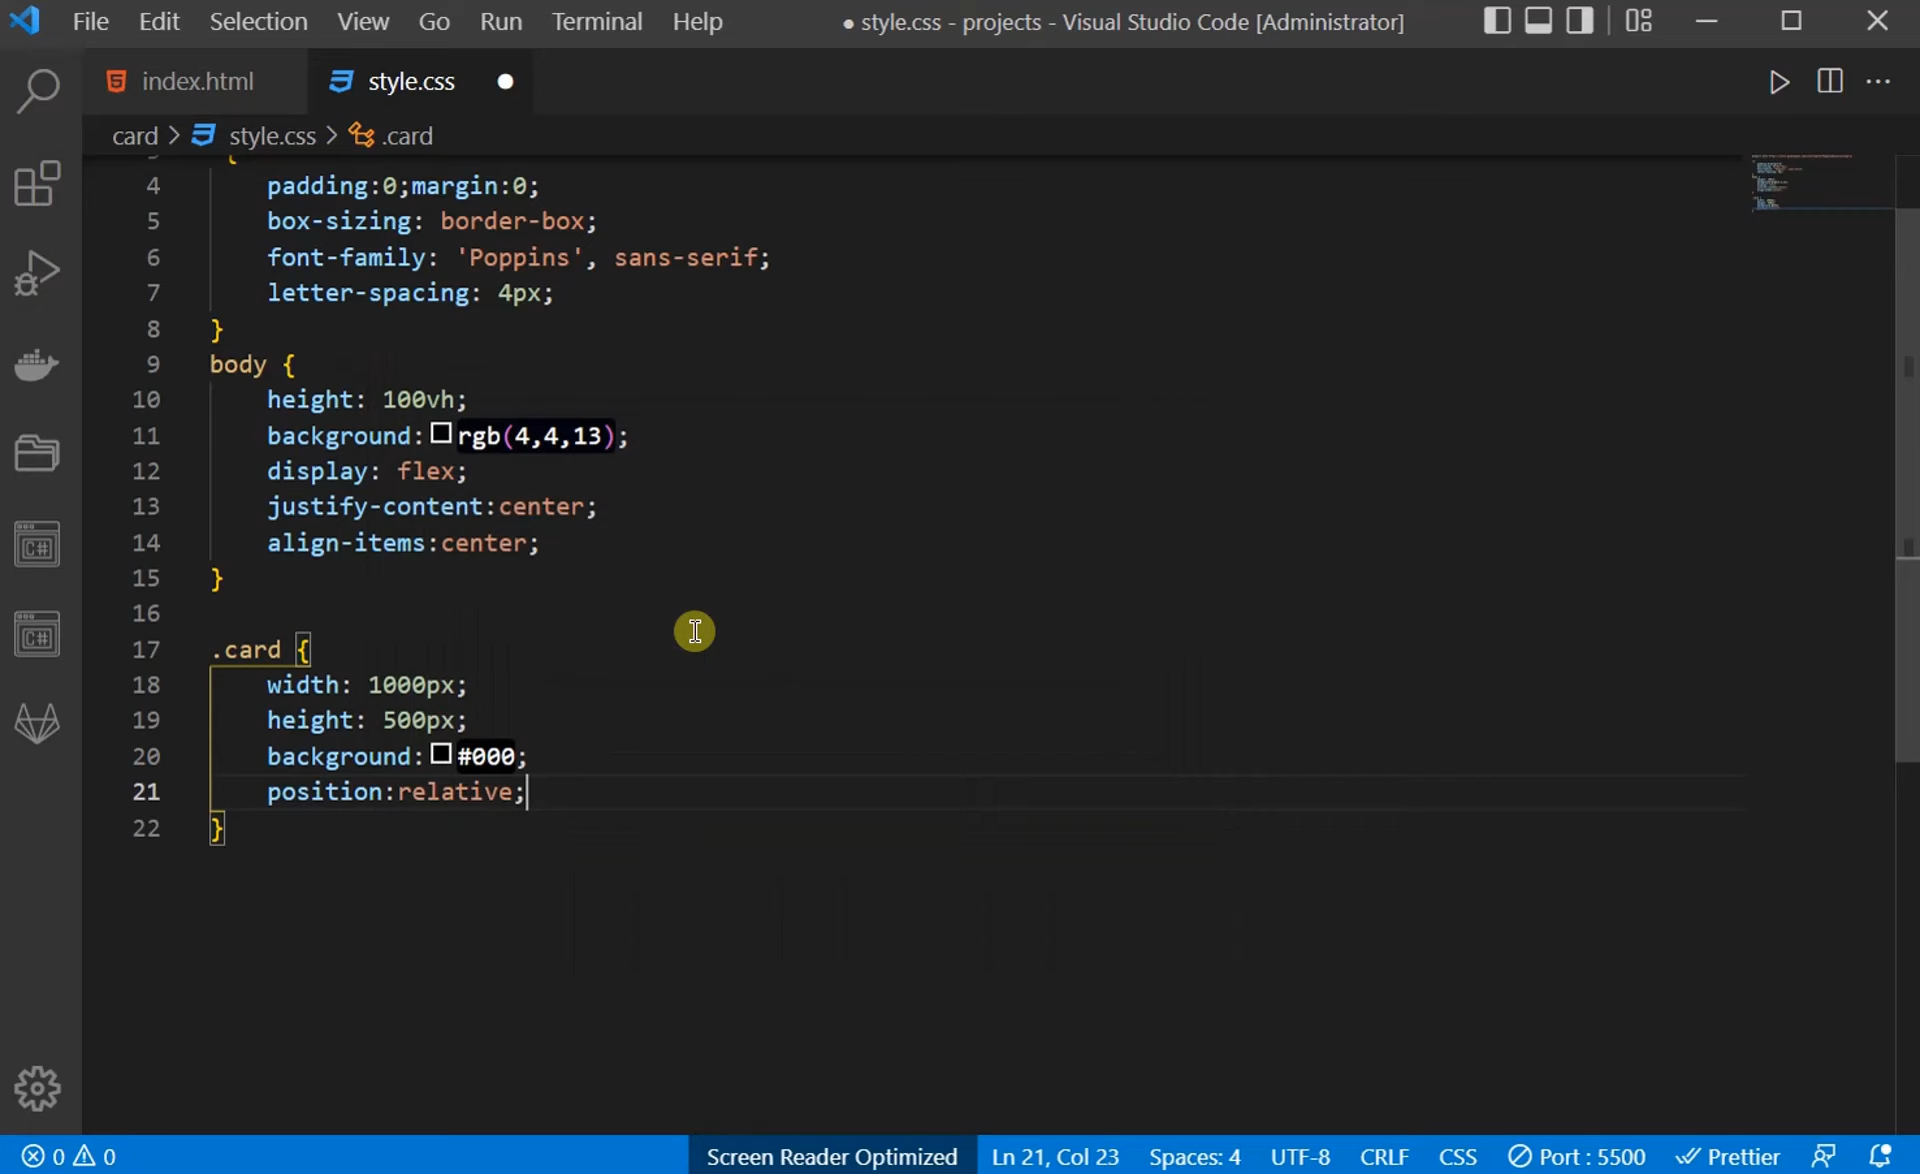 File Edit Selection View Go Run Terminal Help ● style.css - projects - Visual Studio Code [Administrator]
index.html style.css
card > style.css > .card
4 padding:0;margin:0;
5 box-sizing: border-box;
6 font-family: 'Poppins', sans-serif;
7 letter-spacing: 4px;
8 }
9 body {
10 height: 100vh;
11 background: rgb(4,4,13);
12 display: flex;
13 justify-content:center;
14 align-items:center;
15 }
16
17 .card {
18 width: 1000px;
19 height: 500px;
20 background: #000;
21 position:relative;
22 }
C#
C#
0 0 Screen Reader Optimized Ln 21, Col 23 Spaces: 4 UTF-8 CRLF CSS Port : 5500 Prettier